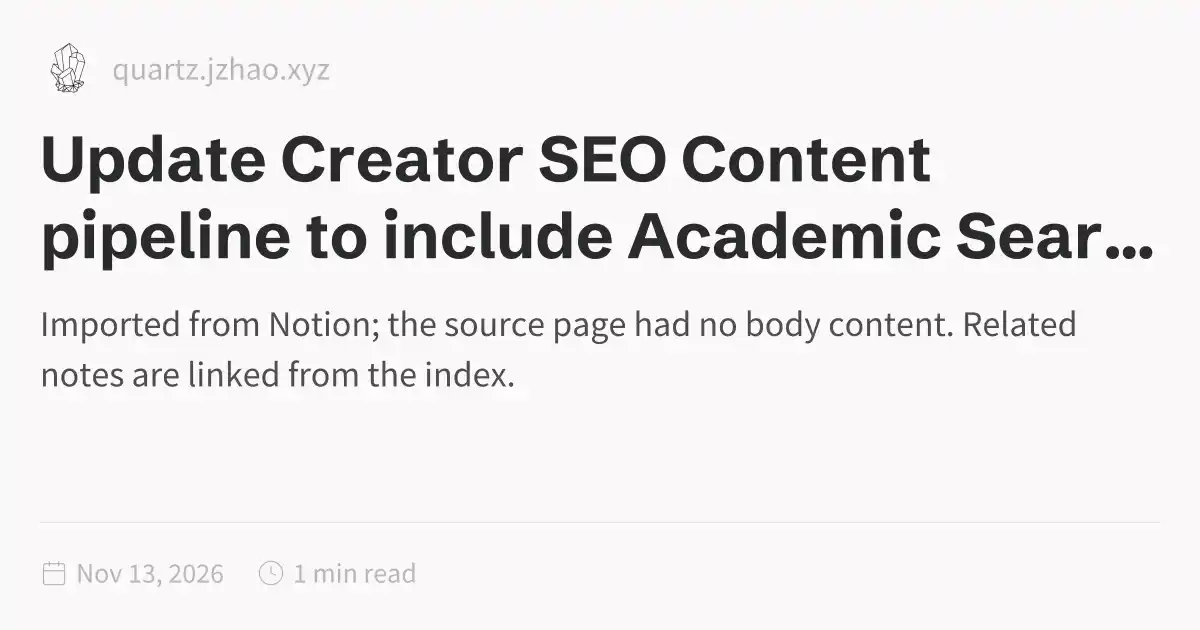 quartz.jzhao.xyz
Update Creator SEO Content
pipeline to include Academic Sear...
Imported from Notion; the source page had no body content. Related
notes are linked from the index.
Nov 13, 2026
1 min read